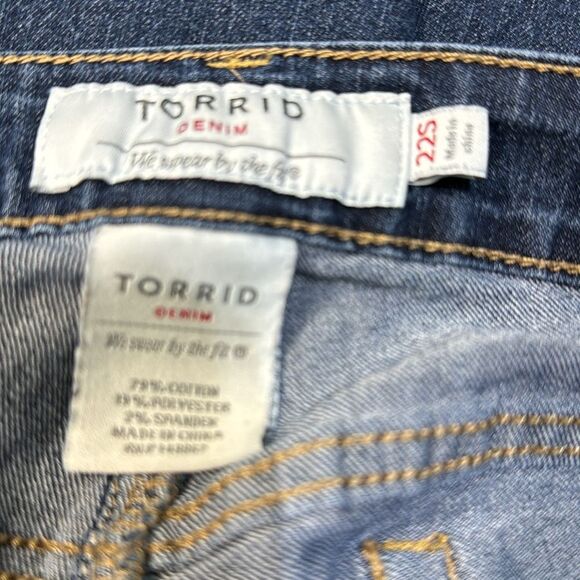 TORRID
DENIM
We swear by the fit®
22S
Made in
China
TORRID
DENIM
We swear by the fit ®
79% COTTON
POLYESTER
2% SPANDEX
MADE IN CHINA
RN#